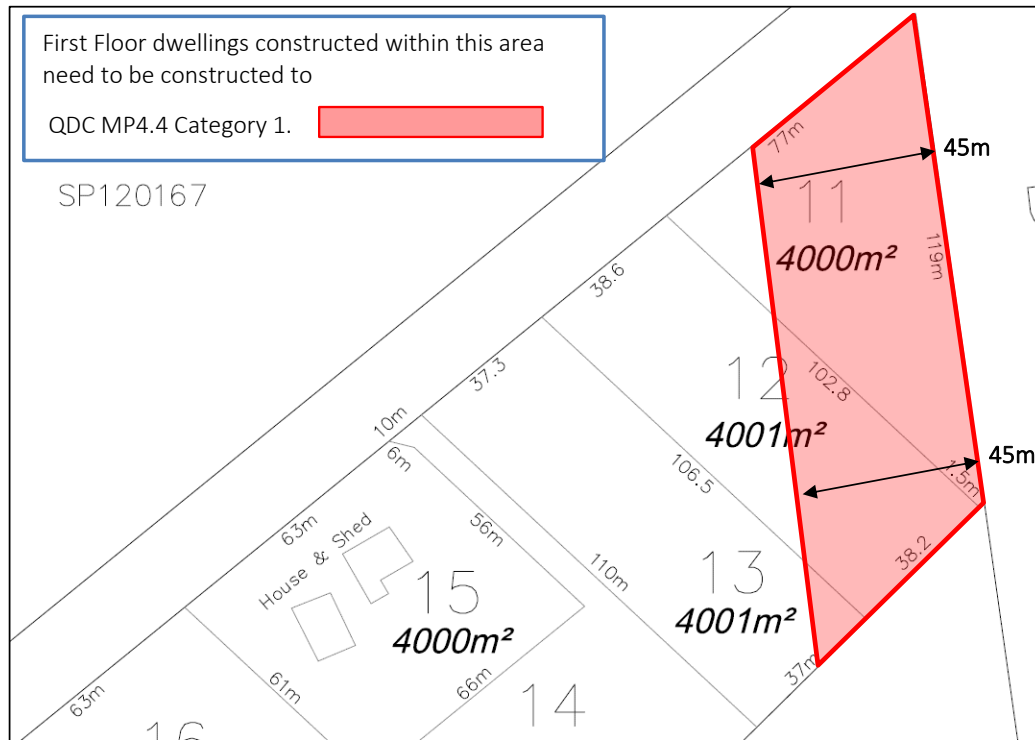 First Floor dwellings constructed within this area
need to be constructed to
QDC MP4.4 Category 1.
SP120167
77m
45m
11
4000m²
119m
38.6
12
4001m²
102.8
37.3
10m
6m
106.5
45m
1.5m
63m
House & Shed
56m
15
4000m²
110m
13
4001m²
38.2
37m
63m
61m
66m
14